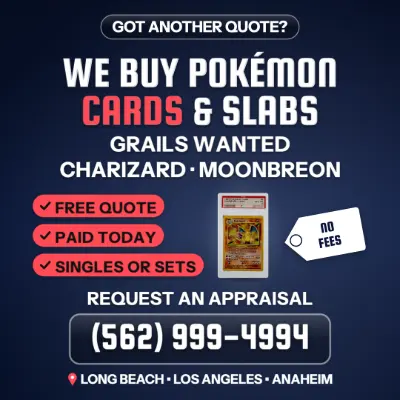 GOT ANOTHER QUOTE?
WE BUY POKÉMON
CARDS & SLABS
GRAILS WANTED
CHARIZARD · MOONBREON
FREE QUOTE
PAID TODAY
SINGLES OR SETS
NO
FEES
REQUEST AN APPRAISAL
(562) 999-4994
LONG BEACH • LOS ANGELES • ANAHEIM